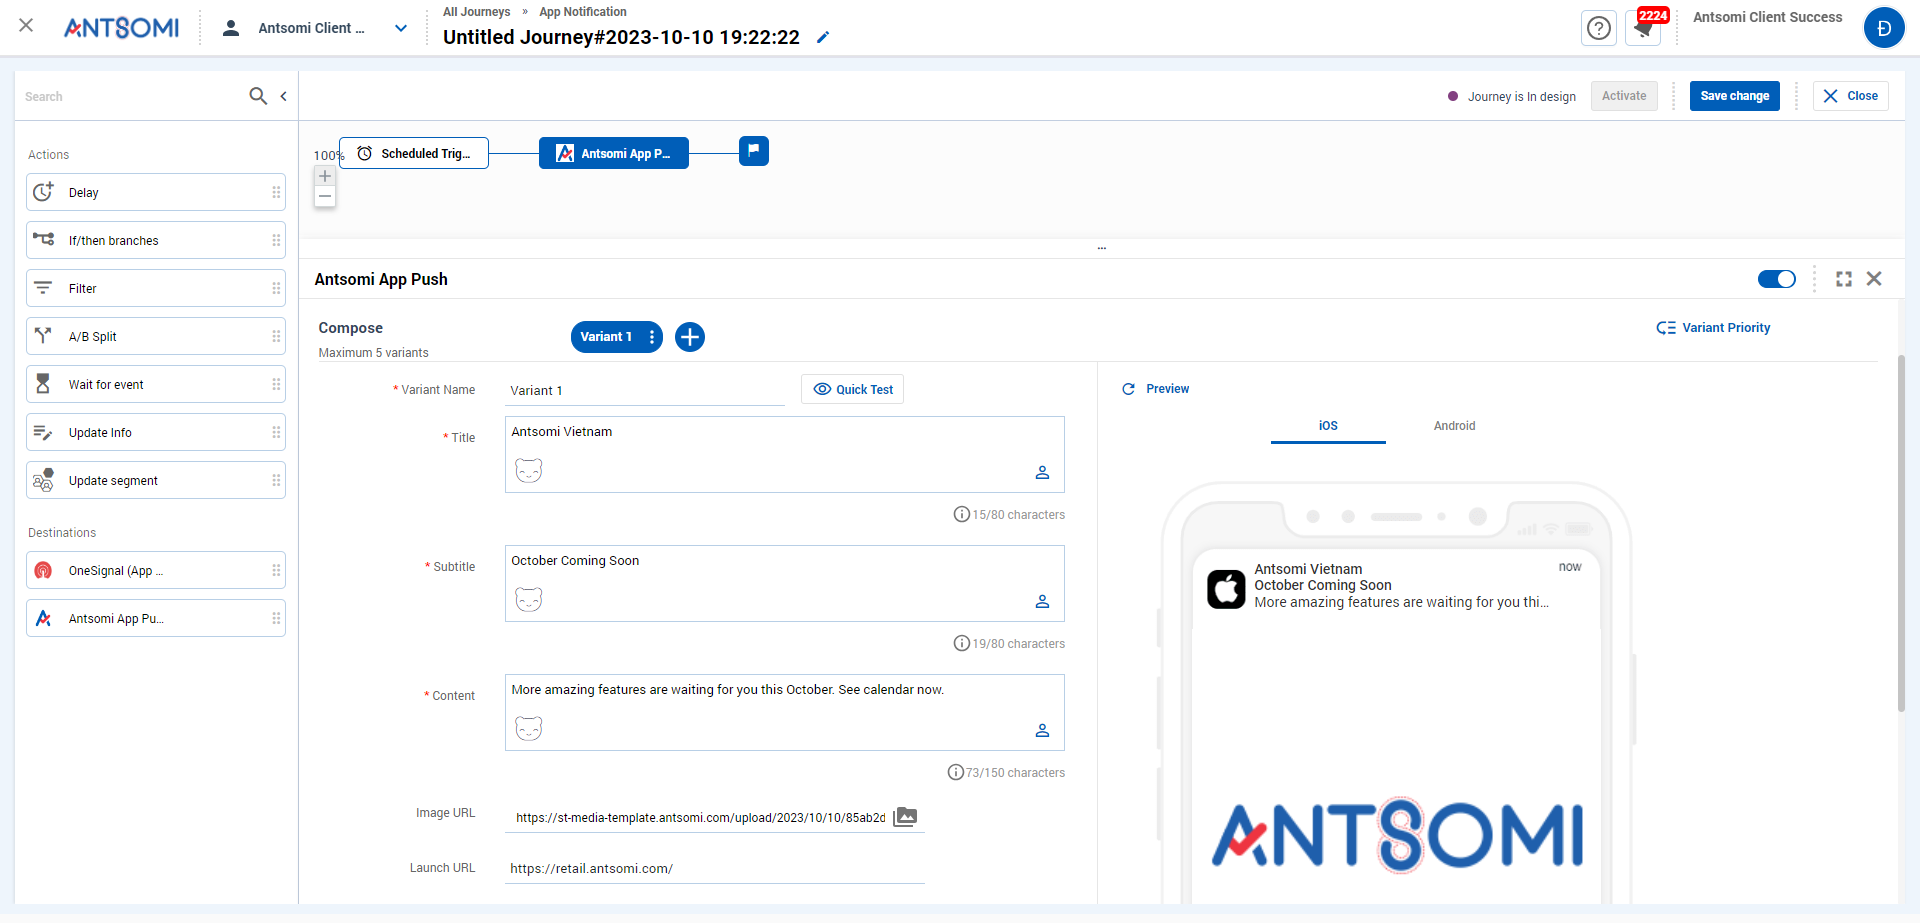 ANTSOMI
Antsomi Client ...
All Journeys » App Notification
Untitled Journey#2023-10-10 19:22:22
?
2224
Antsomi Client Success
Đ
Search
Journey is In design
Activate
Save change
Close
Actions
Delay
If/then branches
Filter
A/B Split
Wait for event
Update Info
Update segment
Destinations
OneSignal (App ...
Antsomi App Pu...
100%
Scheduled Trig...
Antsomi App P...
...
Antsomi App Push
Compose
Maximum 5 variants
Variant 1
Variant Priority
* Variant Name
Variant 1
Quick Test
* Title
Antsomi Vietnam
15/80 characters
* Subtitle
October Coming Soon
19/80 characters
* Content
More amazing features are waiting for you this October. See calendar now.
73/150 characters
Image URL
https://st-media-template.antsomi.com/upload/2023/10/10/85ab2d
Launch URL
https://retail.antsomi.com/
Preview
iOS
Android
Antsomi Vietnam
now
October Coming Soon
More amazing features are waiting for you thi...
ANTSOMI